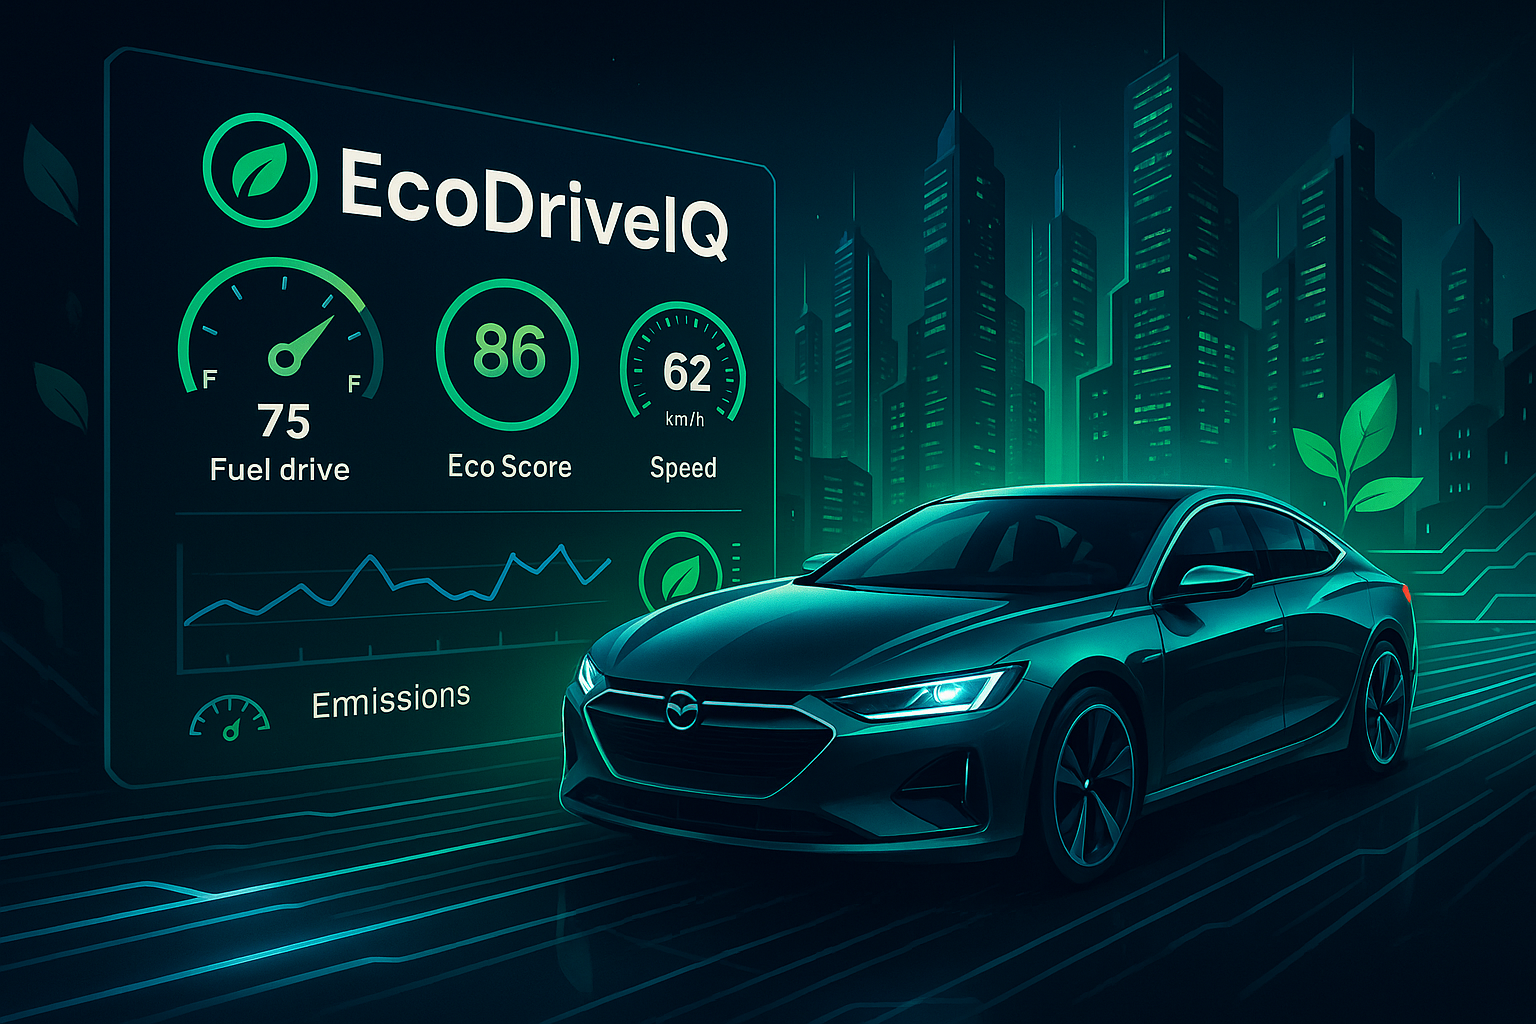 EcoDriveIQ
F F
75
Fuel drive
86
Eco Score
62
km/h
Speed
Emissions